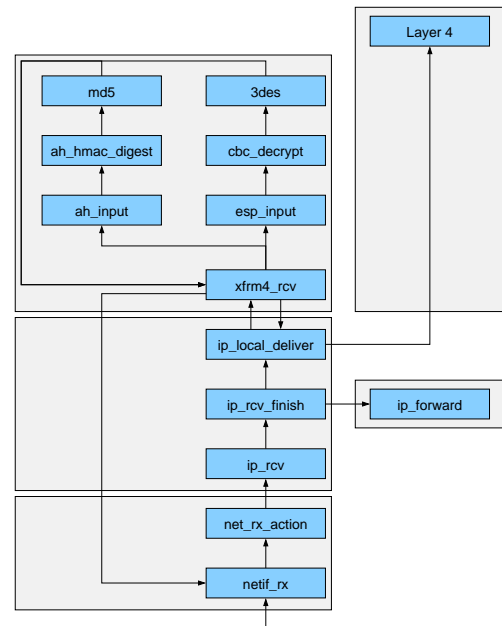 Layer 4
md5
3des
ah_hmac_digest
cbc_decrypt
ah_input
esp_input
xfrm4_rcv
ip_local_deliver
ip_rcv_finish
ip_forward
ip_rcv
net_rx_action
netif_rx